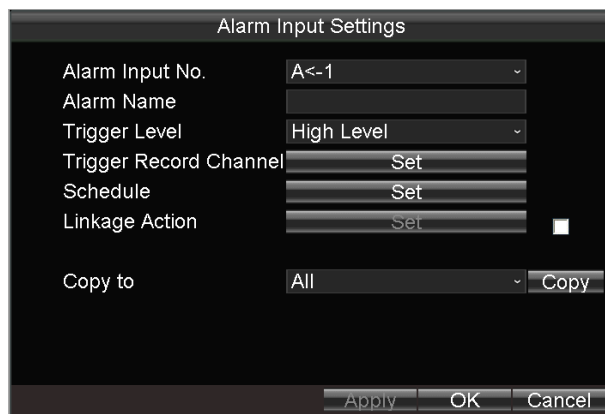 Alarm Input Settings
Alarm Input No. A<-1
Alarm Name
Trigger Level High Level
Trigger Record Channel Set
Schedule Set
Linkage Action Set
Copy to All Copy
Apply OK Cancel